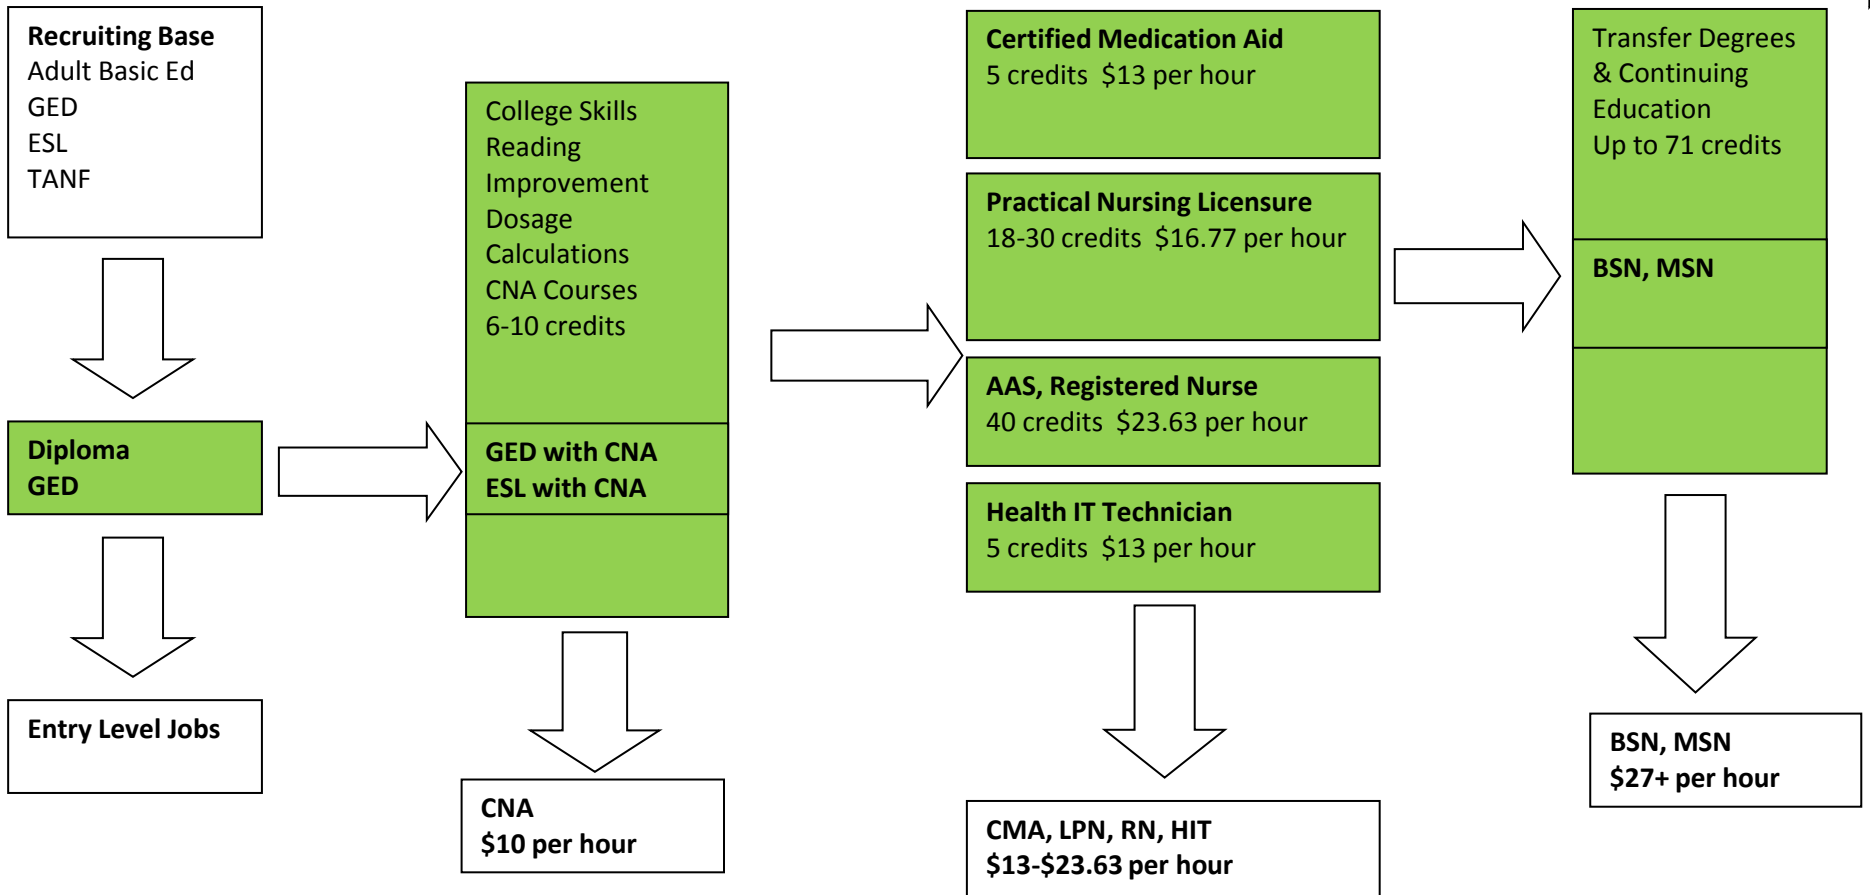 Recruiting Base
Adult Basic Ed
GED
ESL
TANF
Diploma
GED
Entry Level Jobs
College Skills
Reading
Improvement
Dosage
Calculations
CNA Courses
6-10 credits
GED with CNA
ESL with CNA
CNA
$10 per hour
Certified Medication Aid
5 credits  $13 per hour
Practical Nursing Licensure
18-30 credits  $16.77 per hour
AAS, Registered Nurse
40 credits  $23.63 per hour
Health IT Technician
5 credits  $13 per hour
CMA, LPN, RN, HIT
$13-$23.63 per hour
Transfer Degrees
& Continuing
Education
Up to 71 credits
BSN, MSN
BSN, MSN
$27+ per hour